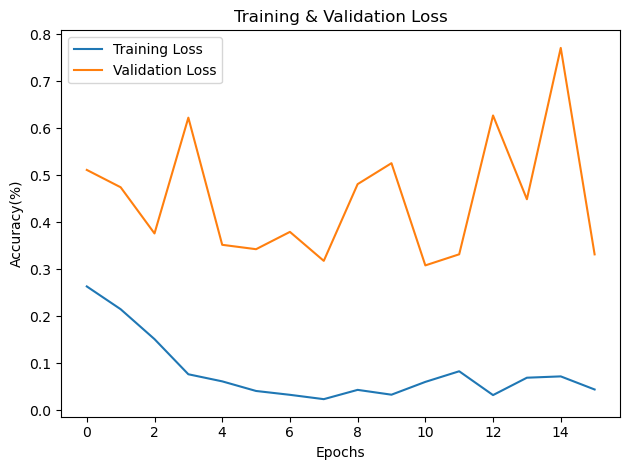 Training & Validation Loss
Training Loss
Validation Loss
Accuracy(%)
0.8
0.7
0.6
0.5
0.4
0.3
0.2
0.1
0.0
0 2 4 6 8 10 12 14
Epochs